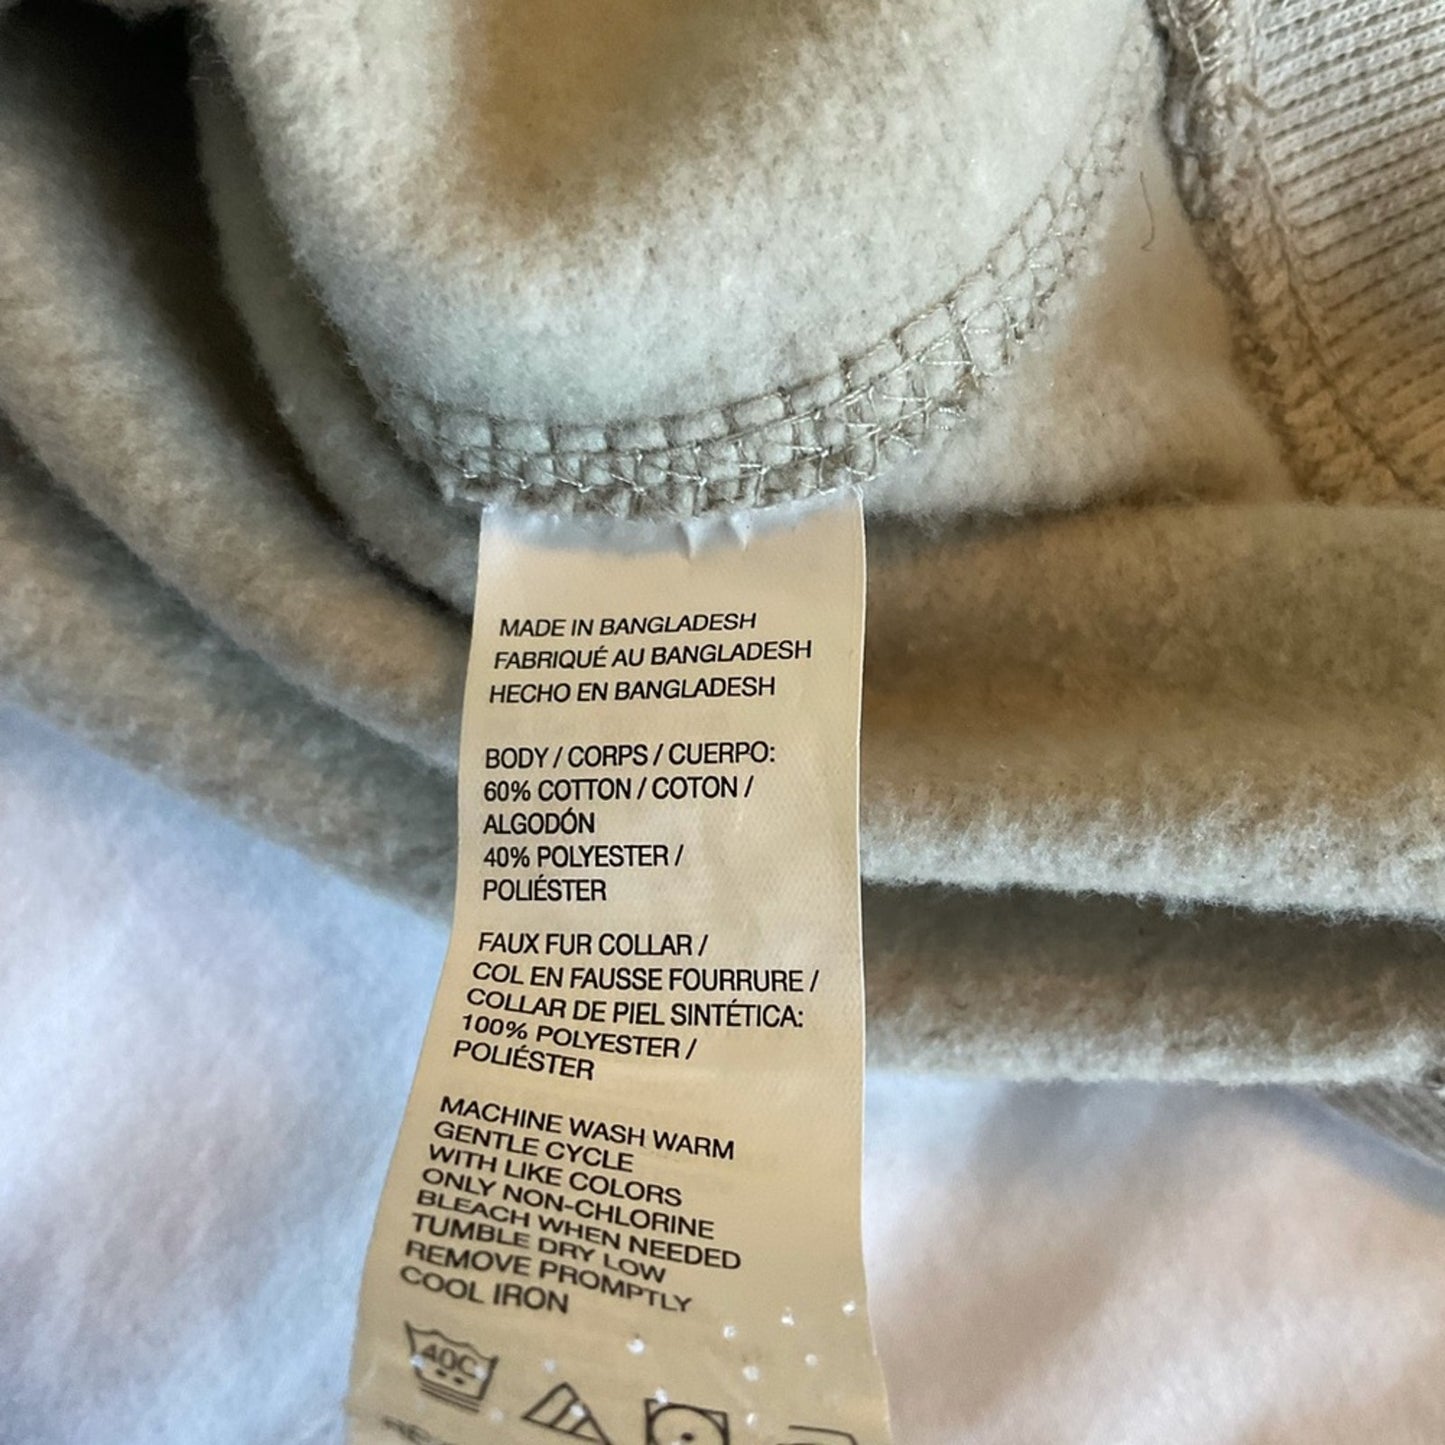 MADE IN BANGLADESH
FABRIQUÉ AU BANGLADESH
HECHO EN BANGLADESH
BODY / CORPS / CUERPO:
60% COTTON / COTON /
ALGODÓN
40% POLYESTER /
POLIÉSTER
FAUX FUR COLLAR /
COL EN FAUSSE FOURRURE /
COLLAR DE PIEL SINTÉTICA:
100% POLYESTER /
POLIÉSTER
MACHINE WASH WARM
GENTLE CYCLE
WITH LIKE COLORS
ONLY NON-CHLORINE
BLEACH WHEN NEEDED
TUMBLE DRY LOW
REMOVE PROMPTLY
COOL IRON
40C